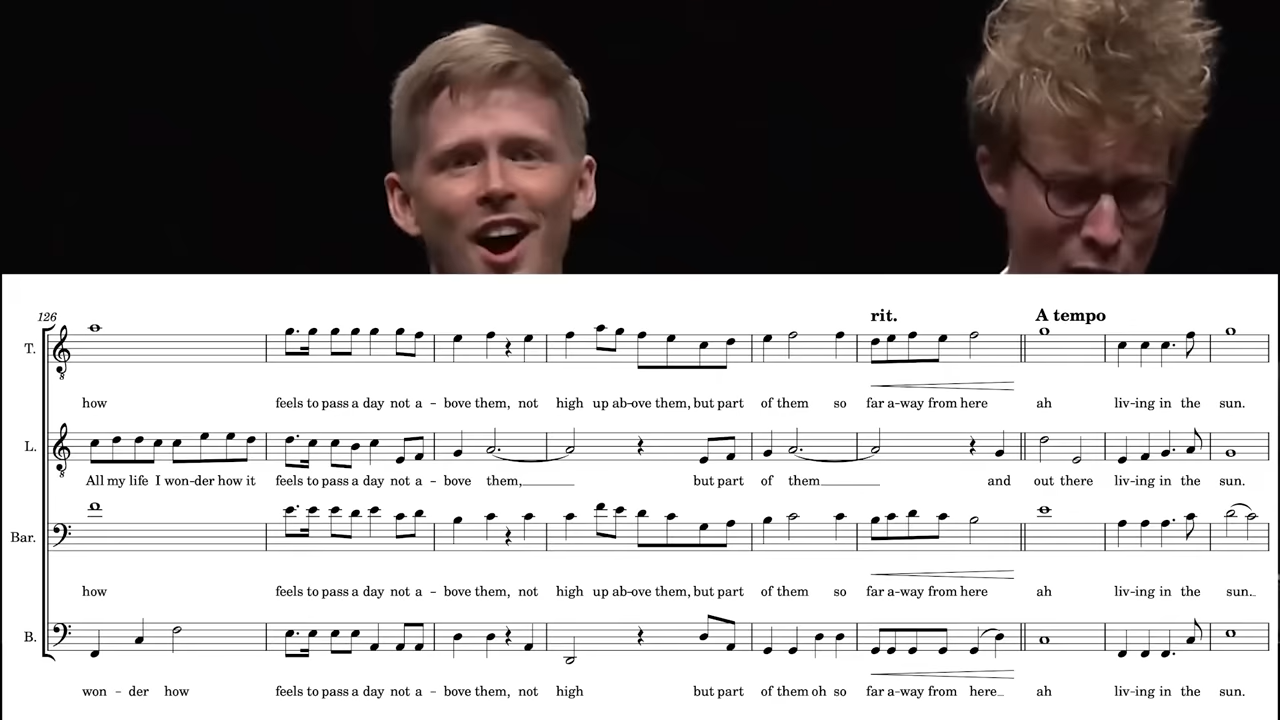 rit. A tempo
126
T.
how feels to pass a day not a - bove them, not high up ab-ove them, but part of them so far a-way from here ah liv-ing in the sun.
L.
All my life I won-der how it feels to pass a day not a - bove them,____ but part of them____ and out there liv-ing in the sun.
Bar.
how feels to pass a day not a - bove them, not high up ab-ove them, but part of them so far a-way from here ah liv-ing in the sun._
B.
won - der how feels to pass a day not a - bove them, not high but part of them oh so far a-way from here_ ah liv-ing in the sun.